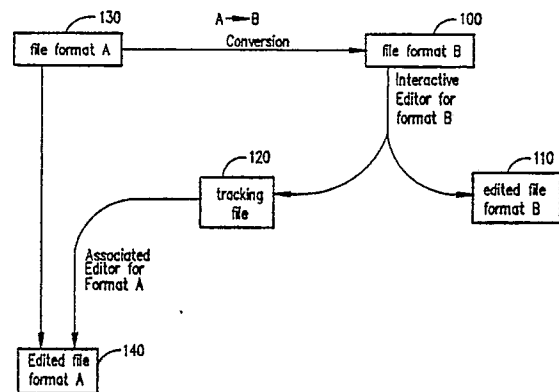 130
file format A
A→B
Conversion
100
file format B
Interactive
Editor for
format B
120
tracking
file
110
edited file
format B
Associated
Editor for
Format A
Edited file
format A
140